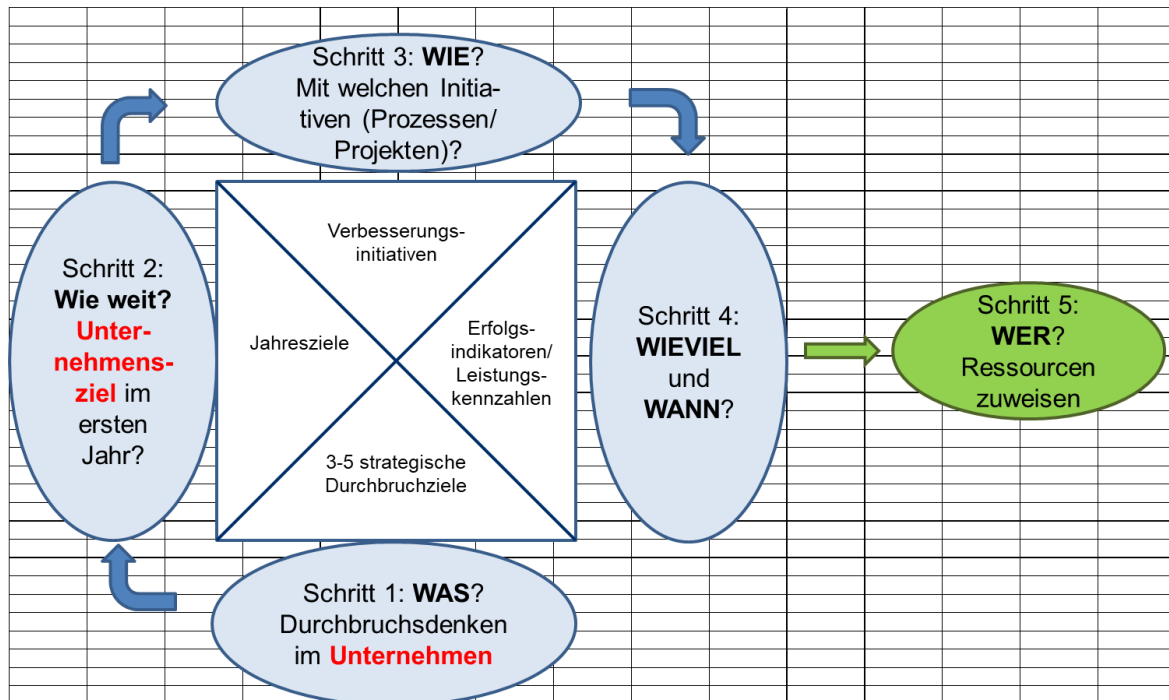 Schritt 3: WIE?
Mit welchen Initia-
tiven (Prozessen/
Projekten)?
Schritt 2:
Wie weit?
Unter-
nehmens-
ziel im
ersten
Jahr?
Verbesserungs-
initiativen
Jahresziele
Erfolgs-
indikatoren/
Leistungs-
kennzahlen
3-5 strategische
Durchbruchziele
Schritt 4:
WIEVIEL
und
WANN?
Schritt 5:
WER?
Ressourcen
zuweisen
Schritt 1: WAS?
Durchbruchsdenken
im Unternehmen